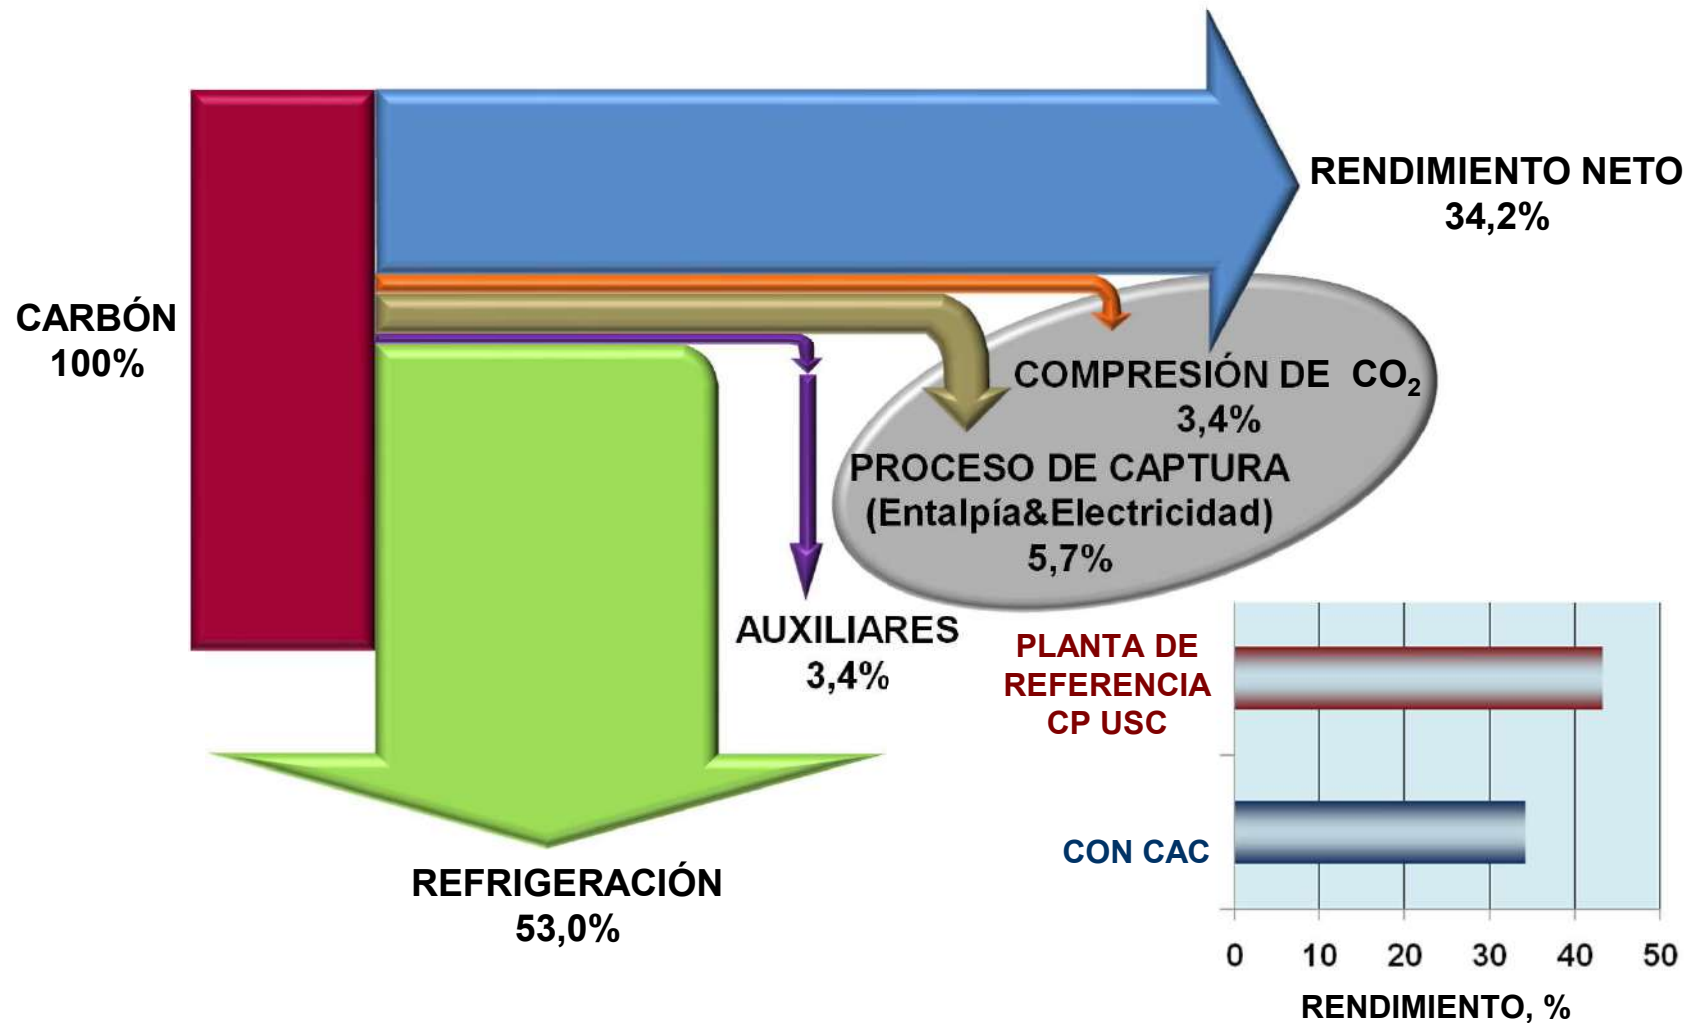 RENDIMIENTO NETO
34,2%
CARBÓN
100%
COMPRESIÓN DE CO₂
3,4%
PROCESO DE CAPTURA
(Entalpía&Electricidad)
5,7%
AUXILIARES
3,4%
REFRIGERACIÓN
53,0%
PLANTA DE
REFERENCIA
CP USC
CON CAC
0 10 20 30 40 50
RENDIMIENTO, %